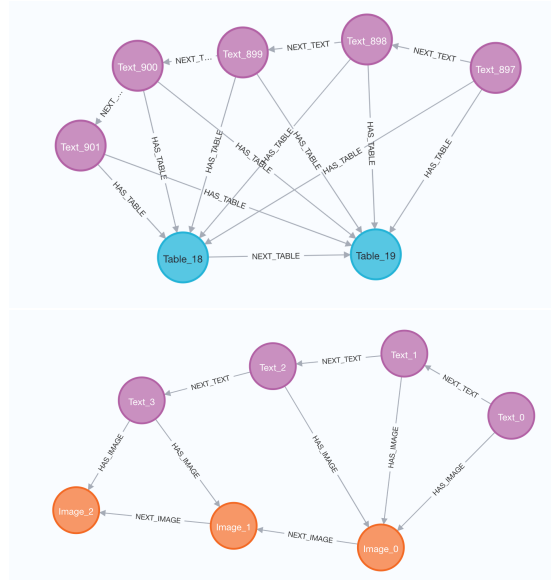 Text_898
Text_899
NEXT_TEXT
NEXT_TEXT
Text_900
NEXT_T…
Text_897
NEXT_…
Text_901
HAS_TABLE
HAS_TABLE
HAS_TABLE
HAS_TABLE
HAS_TABLE
HAS_TABLE
HAS_TABLE
HAS_TABLE
HAS_TABLE
HAS_TABLE
Table_18
NEXT_TABLE
Table_19
Text_1
NEXT_TEXT
Text_2
NEXT_TEXT
NEXT_TEXT
Text_3
Text_0
HAS_IMAGE
HAS_IMAGE
HAS_IMAGE
HAS_IMAGE
HAS_IMAGE
Image_2
NEXT_IMAGE
Image_1
NEXT_IMAGE
Image_0